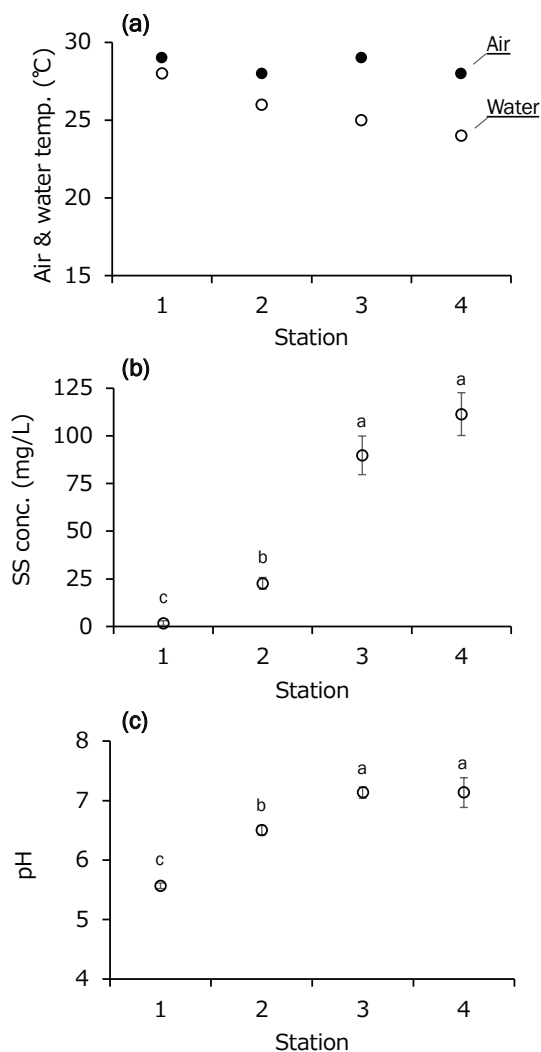 (a)
Air & water temp. (℃)
30
25
20
15
Air
Water
1 2 3 4
Station
(b)
SS conc. (mg/L)
125
100
75
50
25
0
c
b
a
a
1 2 3 4
Station
(c)
pH
8
7
6
5
4
c
b
a
a
1 2 3 4
Station